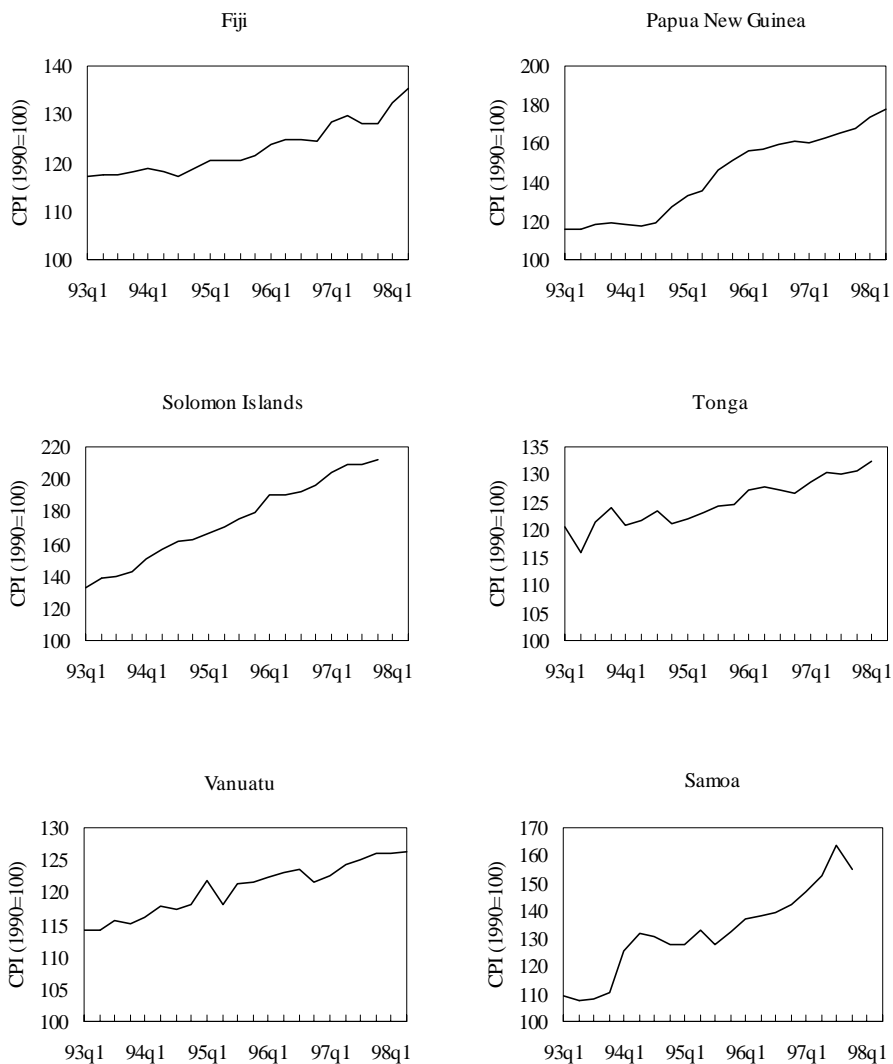 Fiji
CPI (1990=100)
140
130
120
110
100
93q1 94q1 95q1 96q1 97q1 98q1
Papua New Guinea
CPI (1990=100)
200
180
160
140
120
100
93q1 94q1 95q1 96q1 97q1 98q1
Solomon Islands
CPI (1990=100)
220
200
180
160
140
120
100
93q1 94q1 95q1 96q1 97q1 98q1
Tonga
CPI (1990=100)
135
130
125
120
115
110
105
100
93q1 94q1 95q1 96q1 97q1 98q1
Vanuatu
CPI (1990=100)
130
125
120
115
110
105
100
93q1 94q1 95q1 96q1 97q1 98q1
Samoa
CPI (1990=100)
170
160
150
140
130
120
110
100
93q1 94q1 95q1 96q1 97q1 98q1